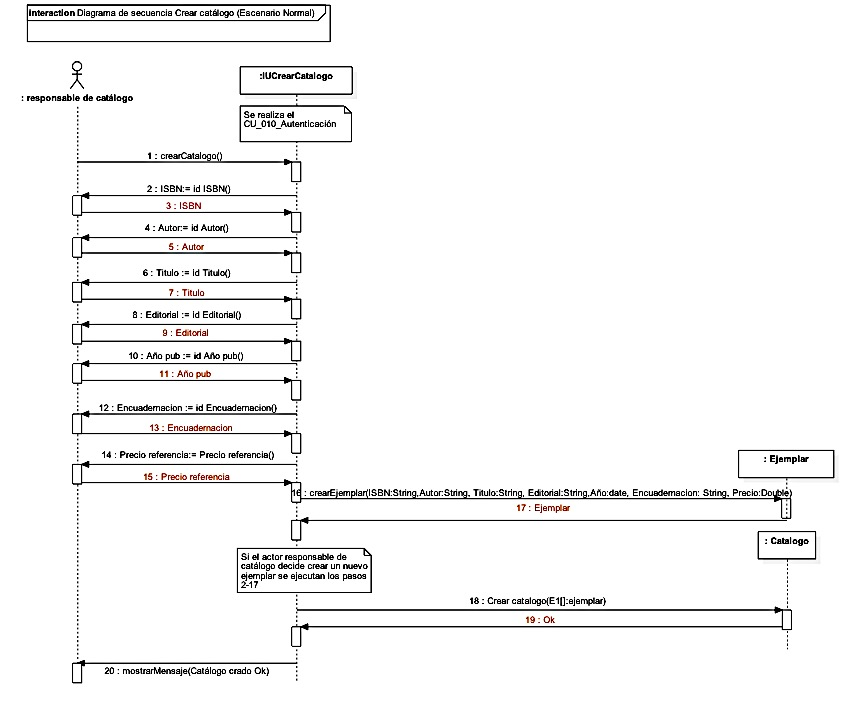 interaction Diagrama de secuencia Crear catálogo (Escenario Normal)
: responsable de catálogo
:IUCrearCatalogo
Se realiza el
CU_010_Autenticación
1 : crearCatalogo()
2 : ISBN:= id ISBN()
3 : ISBN
4 : Autor:= id Autor()
5 : Autor
6 : Titulo := id Titulo()
7 : Titulo
8 : Editorial := id Editorial()
9 : Editorial
10 : Año pub := id Año pub()
11 : Año pub
12 : Encuadernacion := id Encuadernacion()
13 : Encuadernacion
14 : Precio referencia:= Precio referencia()
15 : Precio referencia
: Ejemplar
16 : crearEjemplar(ISBN:String,Autor:String, Titulo:String, Editorial:String,Año:date, Encuadernacion: String, Precio:Double)
17 : Ejemplar
: Catalogo
Si el actor responsable de
catálogo decide crear un nuevo
ejemplar se ejecutan los pasos
2-17
18 : Crear catalogo(E1[]:ejemplar)
19 : Ok
20 : mostrarMensaje(Catálogo crado Ok)